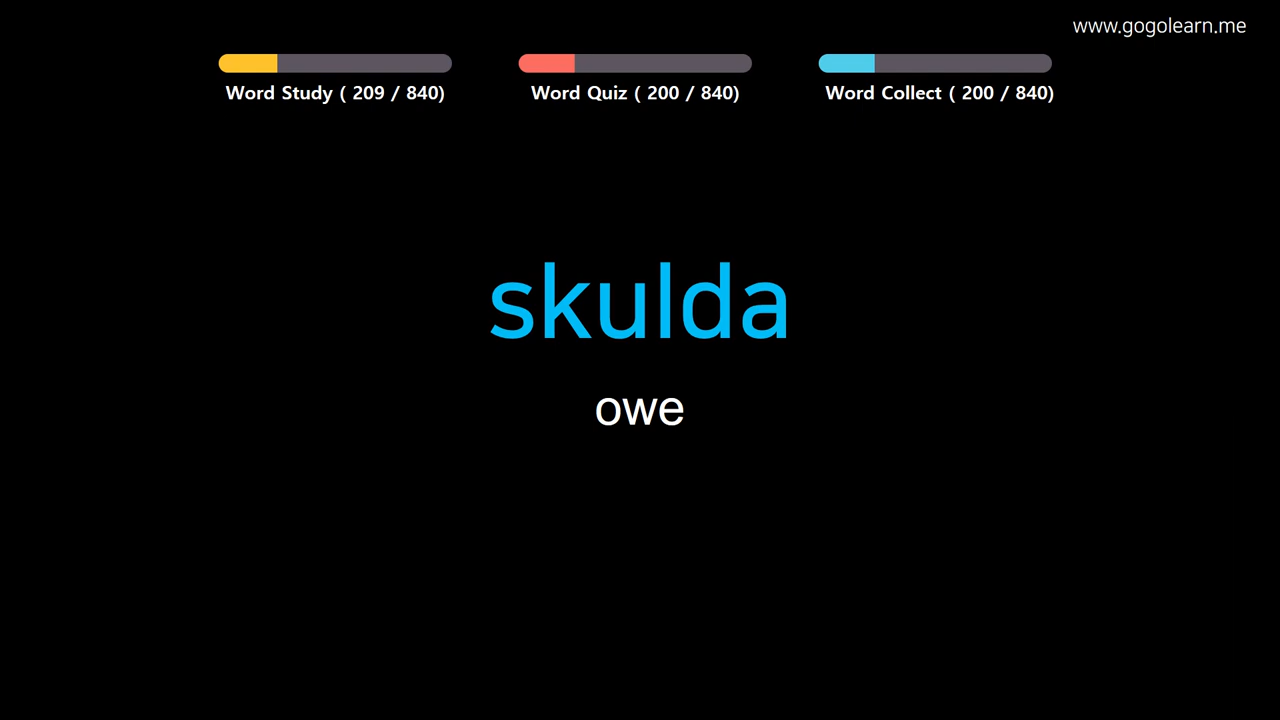 www.gogolearn.me
Word Study ( 209 / 840)
Word Quiz ( 200 / 840)
Word Collect ( 200 / 840)
skulda
owe